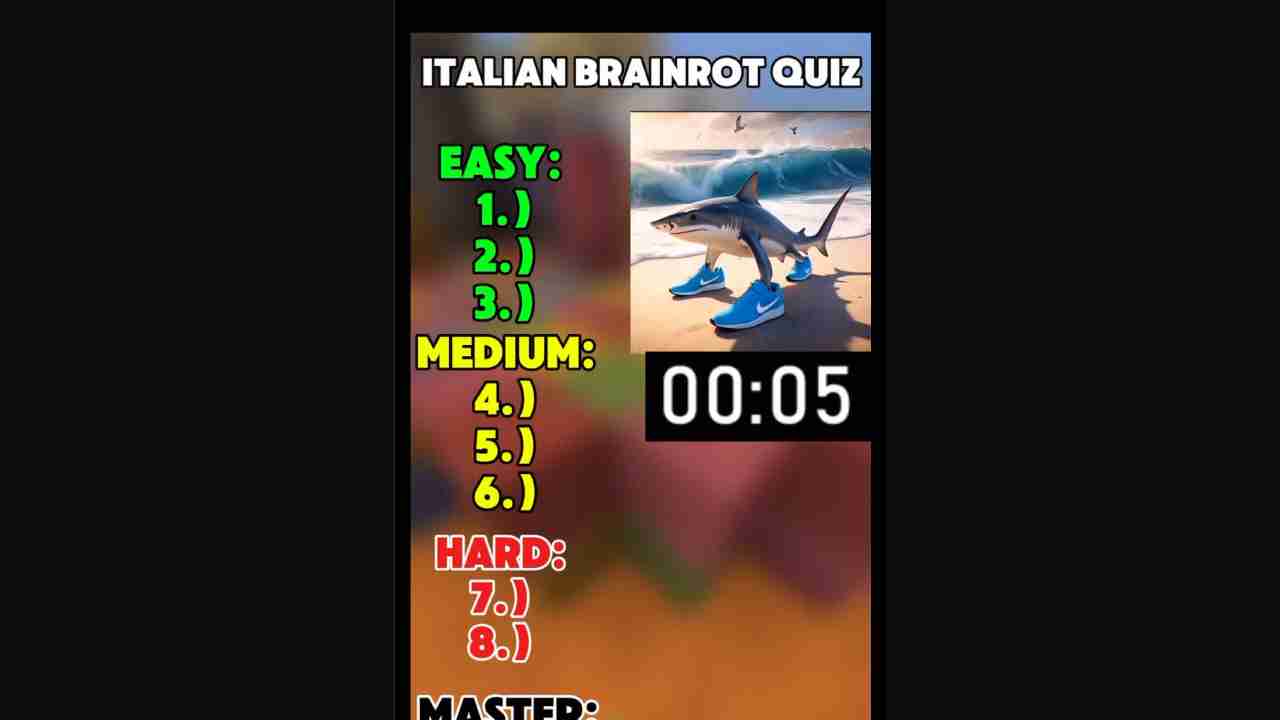 ITALIAN BRAINROT QUIZ
EASY:
1.)
2.)
3.)
MEDIUM:
00:05
4.)
5.)
6.)
HARD:
7.)
8.)
MASTER: